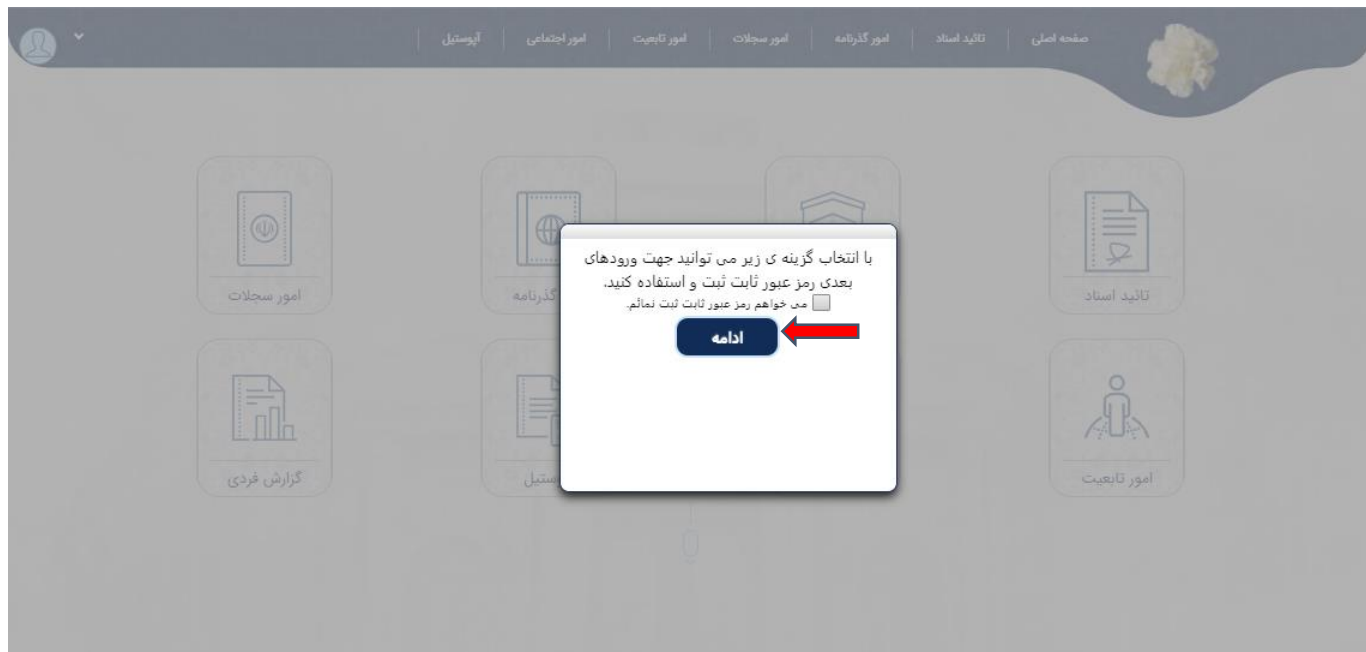 صفحه اصلی
تائید اسناد
امور گذرنامه
امور سجلات
امور تابعیت
امور اجتماعی
آپوستیل
با انتخاب گزینه ی زیر می توانید جهت ورودهای
بعدی رمز عبور ثابت ثبت و استفاده کنید.
می خواهم رمز عبور ثابت ثبت نمائم.
ادامه
تائید اسناد
گذرنامه
امور سجلات
امور تابعیت
ستیل
گزارش فردی